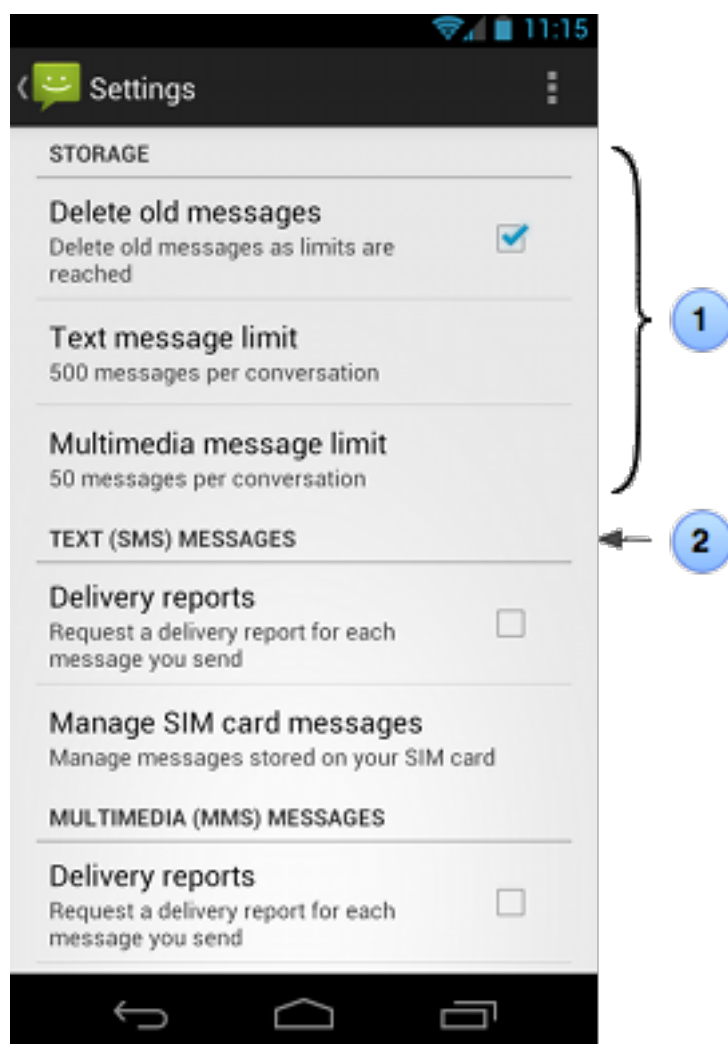 11:15
Settings
STORAGE
Delete old messages
Delete old messages as limits are
reached
1
Text message limit
500 messages per conversation
Multimedia message limit
50 messages per conversation
TEXT (SMS) MESSAGES
2
Delivery reports
Request a delivery report for each
message you send
Manage SIM card messages
Manage messages stored on your SIM card
MULTIMEDIA (MMS) MESSAGES
Delivery reports
Request a delivery report for each
message you send